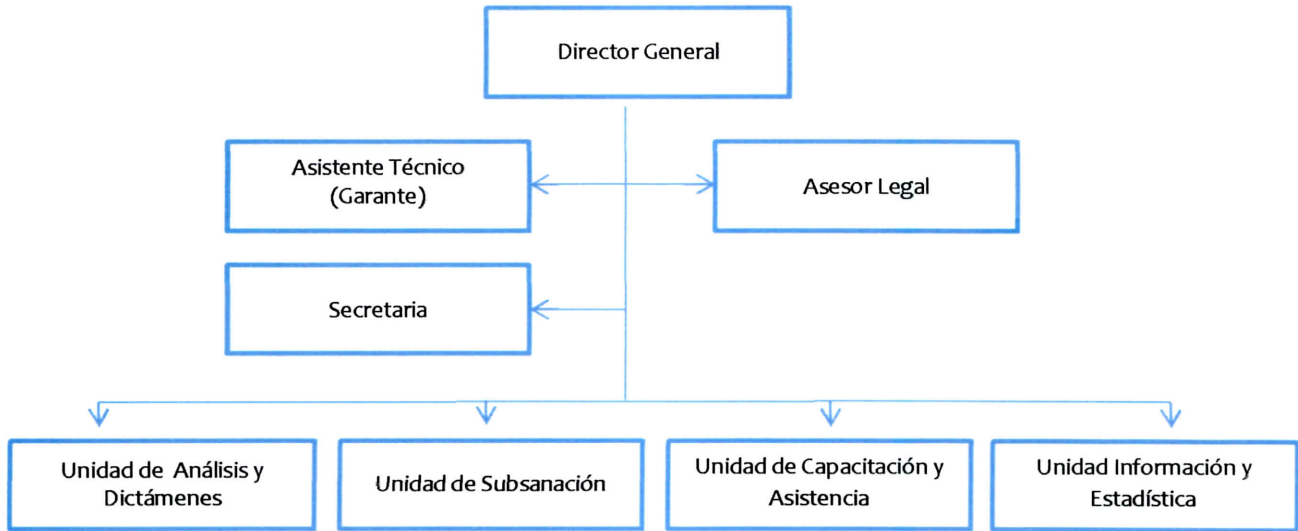 Director General
Asistente Técnico
(Garante)
Asesor Legal
Secretaria
Unidad de Análisis y
Dictámenes
Unidad de Subsanación
Unidad de Capacitación y
Asistencia
Unidad Información y
Estadística